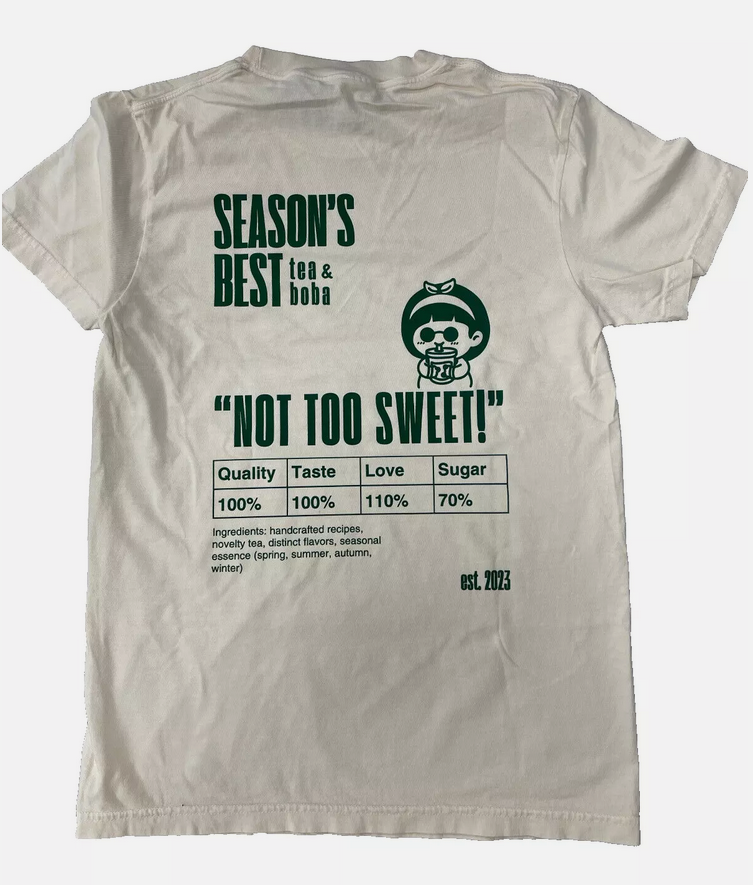 SEASON'S
BEST tea &
boba
"NOT TOO SWEET!"
Quality Taste Love Sugar
100% 100% 110% 70%
Ingredients: handcrafted recipes,
novelty tea, distinct flavors, seasonal
essence (spring, summer, autumn,
winter)
est. 2023